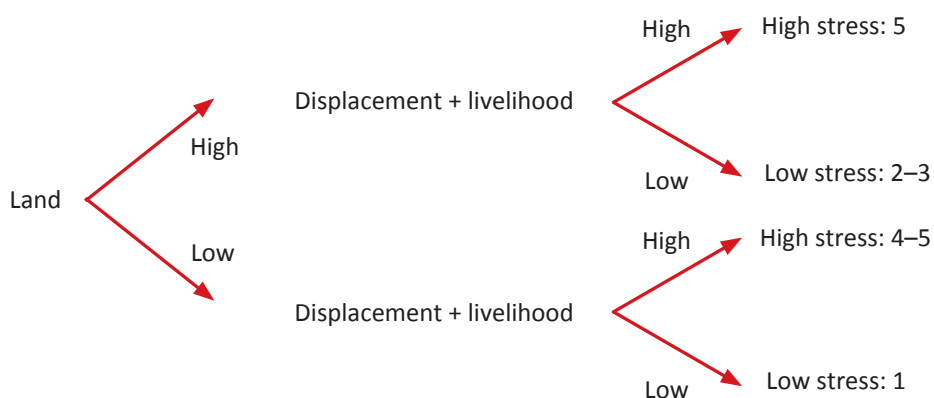 High
High stress: 5
Displacement + livelihood
High
Low
Low stress: 2–3
Land
Low
High
High stress: 4–5
Displacement + livelihood
Low
Low stress: 1